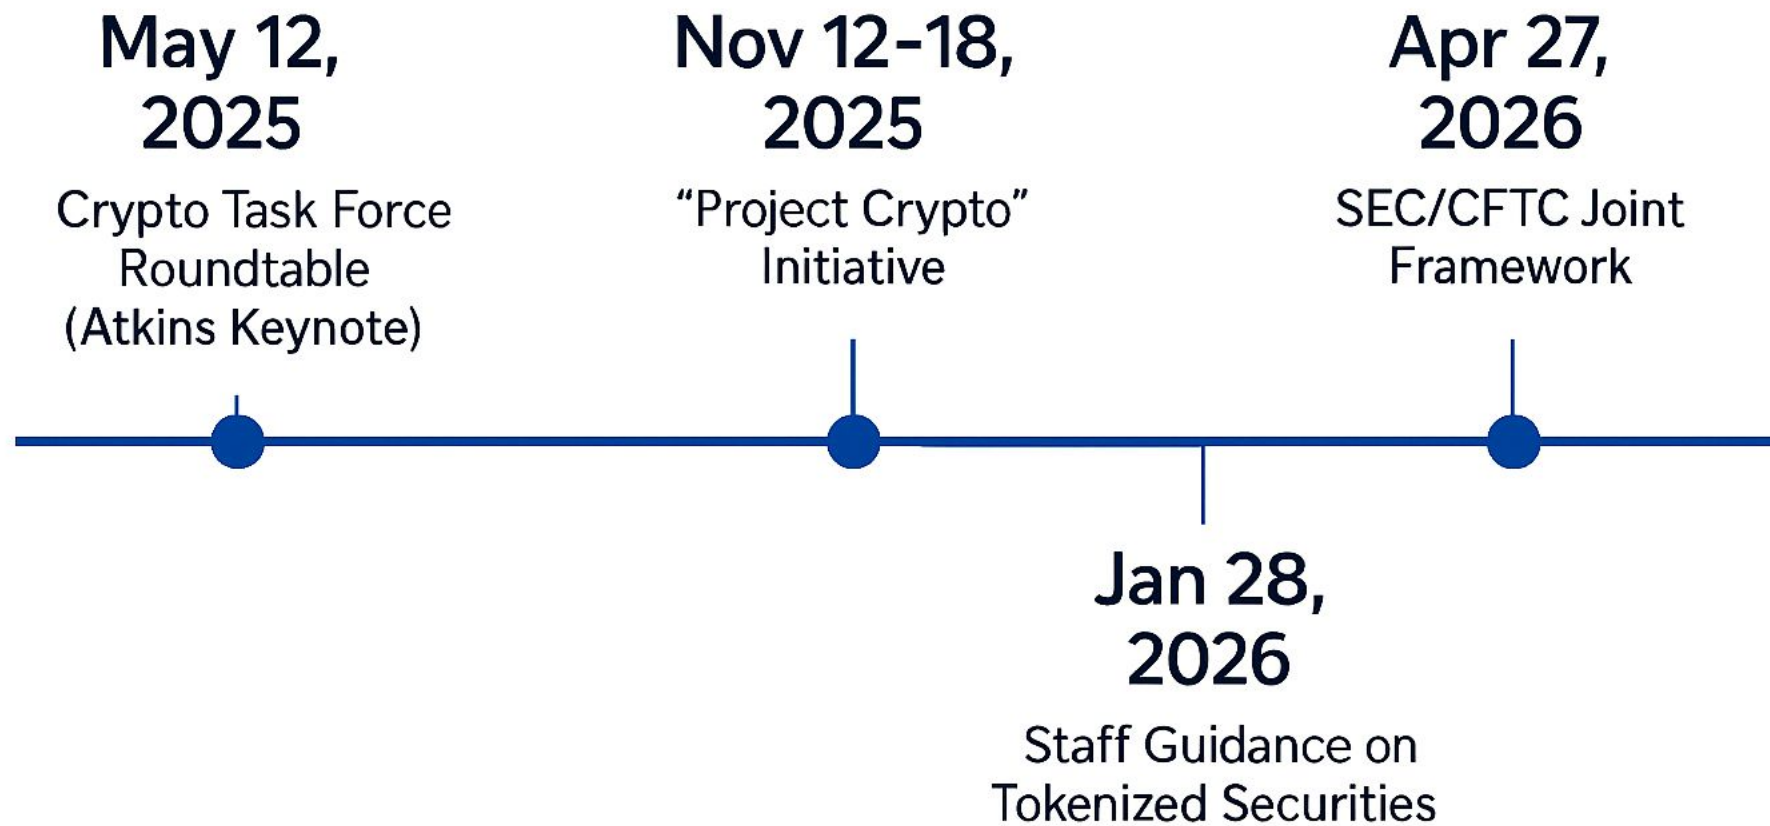 May 12,
2025
Crypto Task Force
Roundtable
(Atkins Keynote)
Nov 12-18,
2025
“Project Crypto”
Initiative
Jan 28,
2026
Staff Guidance on
Tokenized Securities
Apr 27,
2026
SEC/CFTC Joint
Framework